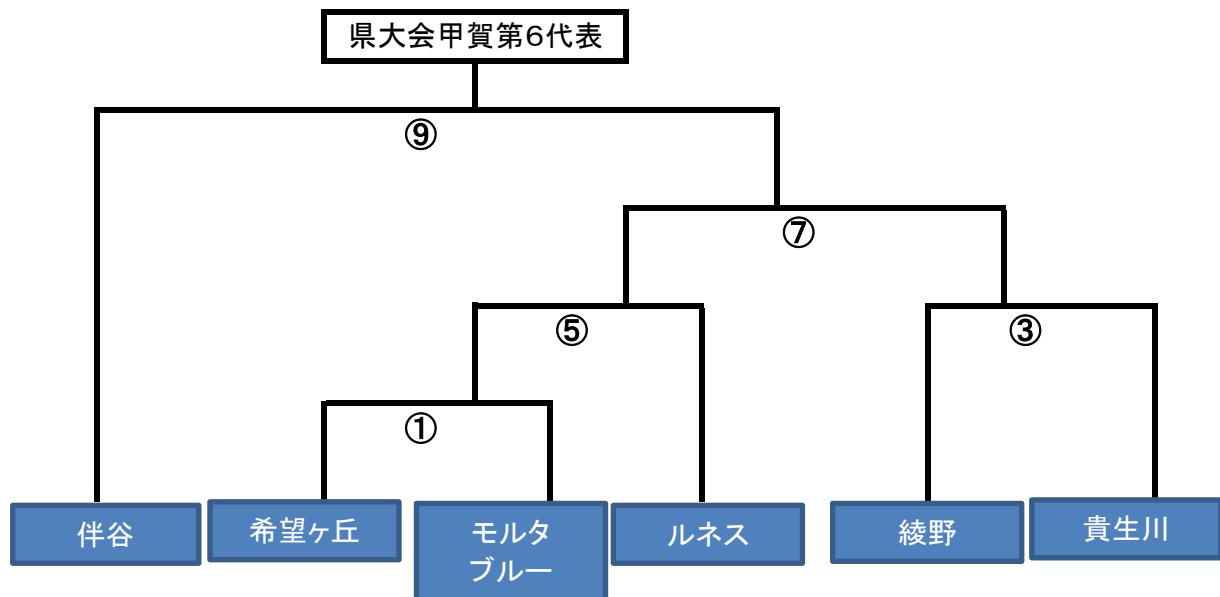 県大会甲賀第6代表
⑨
⑦
⑤
③
①
伴谷
希望ヶ丘
モルタ
ブルー
ルネス
綾野
貴生川